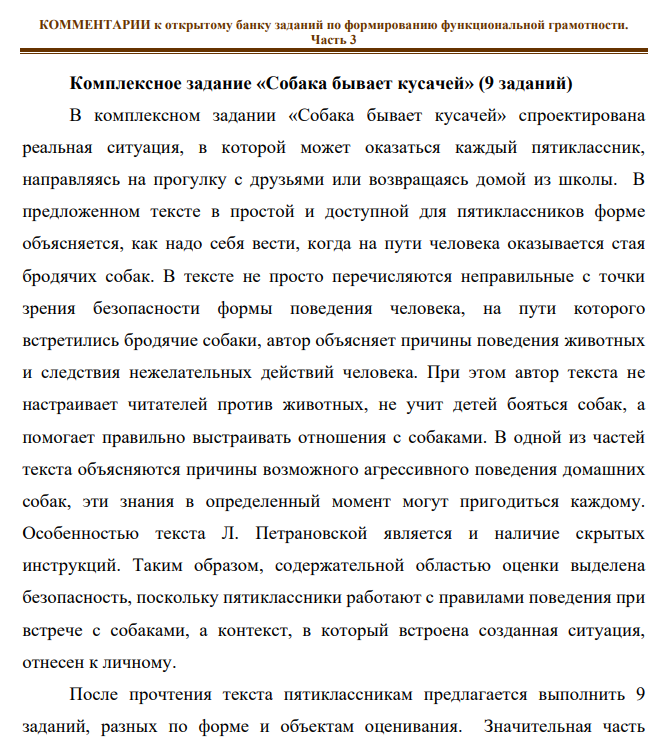 КОММЕНТАРИИ к открытому банку заданий по формированию функциональной грамотности.
Часть 3
Комплексное задание «Собака бывает кусачей» (9 заданий)
В комплексном задании «Собака бывает кусачей» спроектирована
реальная ситуация, в которой может оказаться каждый пятиклассник,
направляясь на прогулку с друзьями или возвращаясь домой из школы. В
предложенном тексте в простой и доступной для пятиклассников форме
объясняется, как надо себя вести, когда на пути человека оказывается стая
бродячих собак. В тексте не просто перечисляются неправильные с точки
зрения безопасности формы поведения человека, на пути которого
встретились бродячие собаки, автор объясняет причины поведения животных
и следствия нежелательных действий человека. При этом автор текста не
настраивает читателей против животных, не учит детей бояться собак, а
помогает правильно выстраивать отношения с собаками. В одной из частей
текста объясняются причины возможного агрессивного поведения домашних
собак, эти знания в определенный момент могут пригодиться каждому.
Особенностью текста Л. Петрановской является и наличие скрытых
инструкций. Таким образом, содержательной областью оценки выделена
безопасность, поскольку пятиклассники работают с правилами поведения при
встрече с собаками, а контекст, в который встроена созданная ситуация,
отнесен к личному.
После прочтения текста пятиклассникам предлагается выполнить 9
заданий, разных по форме и объектам оценивания. Значительная часть